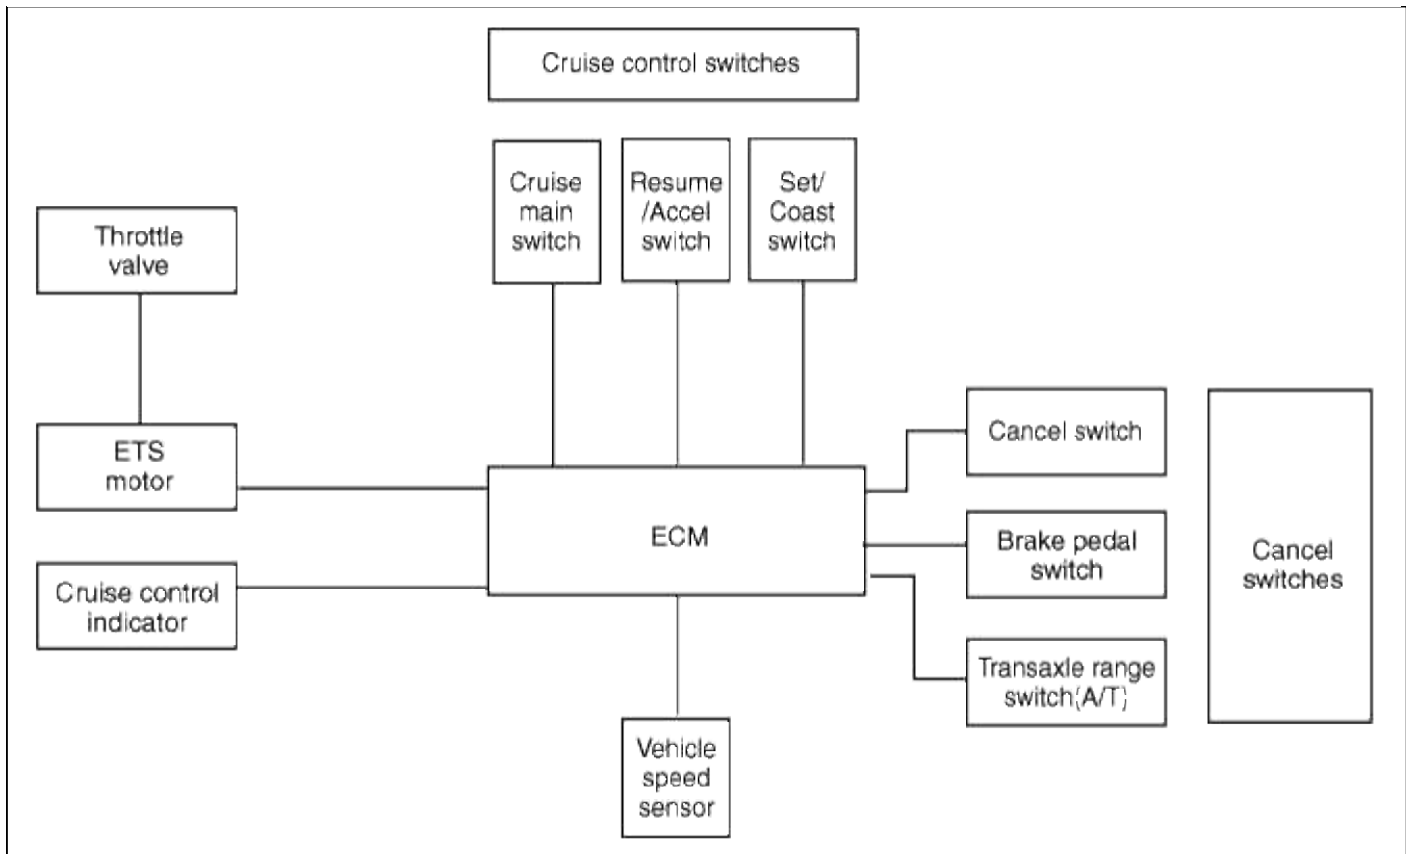 Cruise control switches
Cruise
main
switch
Resume
/Accel
switch
Set/
Coast
switch
Throttle
valve
ETS
motor
Cruise control
indicator
ECM
Cancel switch
Brake pedal
switch
Transaxle range
switch(A/T)
Cancel
switches
Vehicle
speed
sensor